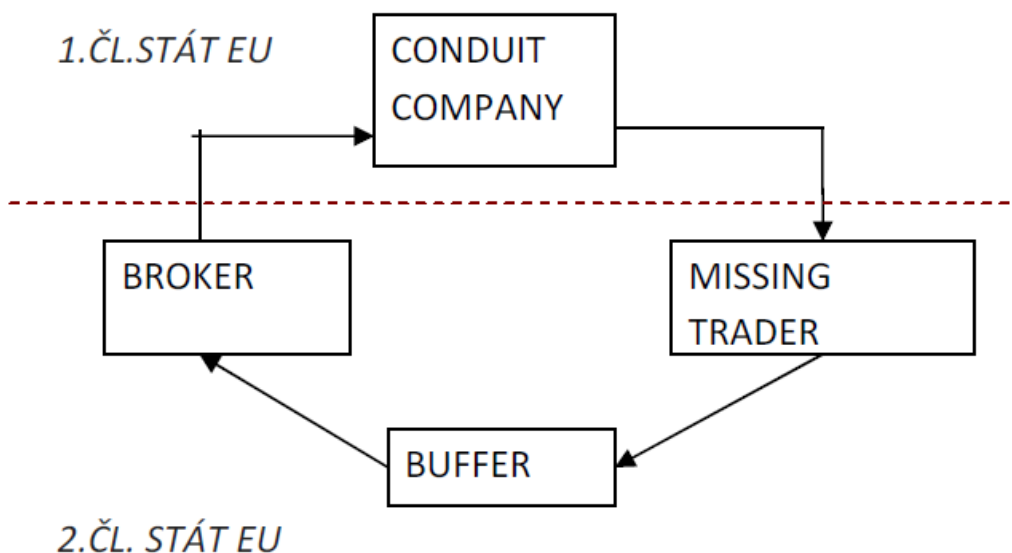 1.ČL.STÁT EU
CONDUIT
COMPANY
BROKER
MISSING
TRADER
BUFFER
2.ČL. STÁT EU